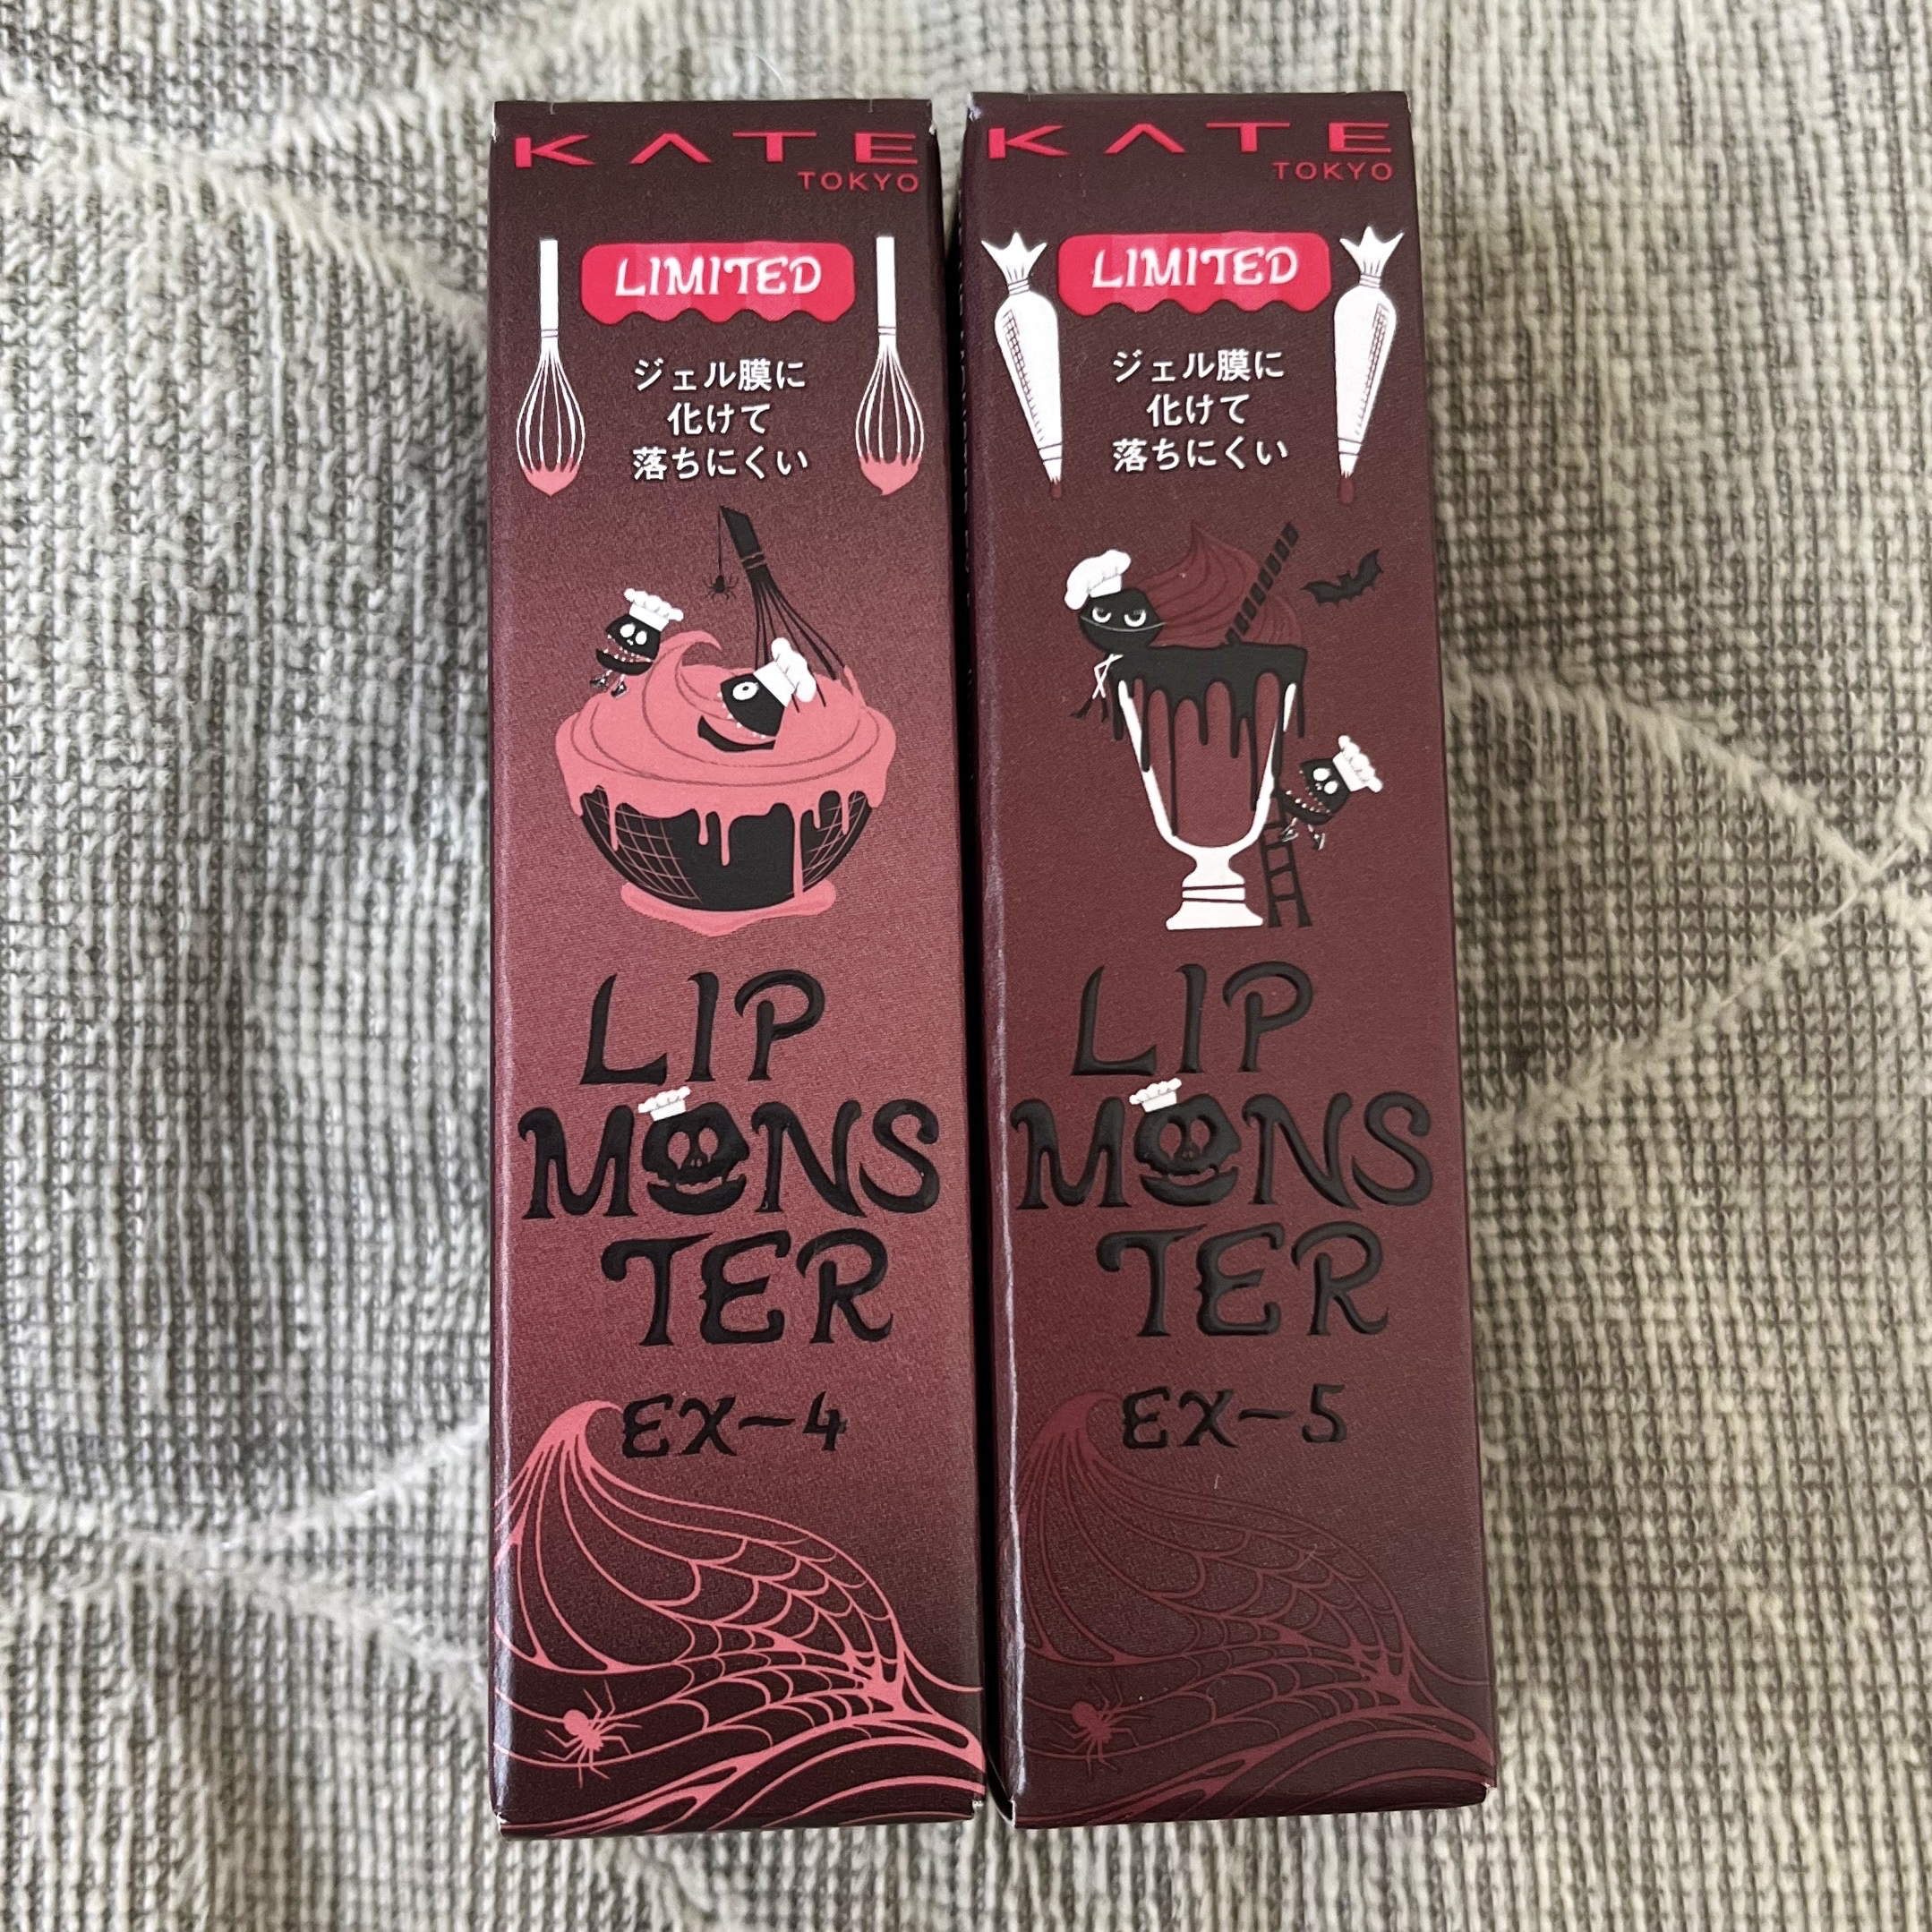 KATE
TOKYO
LIMITED
ジェル膜に
化けて
落ちにくい
LIP
MONS
TER
EX-4
KATE
TOKYO
LIMITED
ジェル膜に
化けて
落ちにくい
LIP
MONS
TER
EX-5